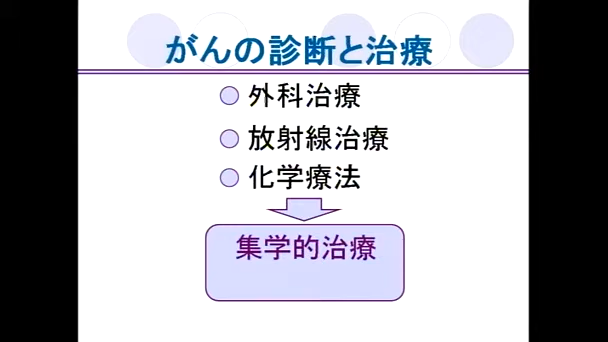 がんの診断と治療
外科治療
放射線治療
化学療法
集学的治療